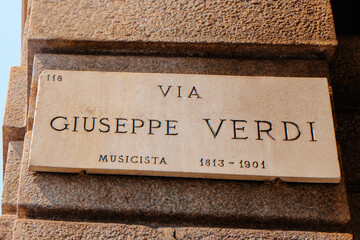 118
VIA
GIUSEPPE VERDI
MUSICISTA 1813-1901